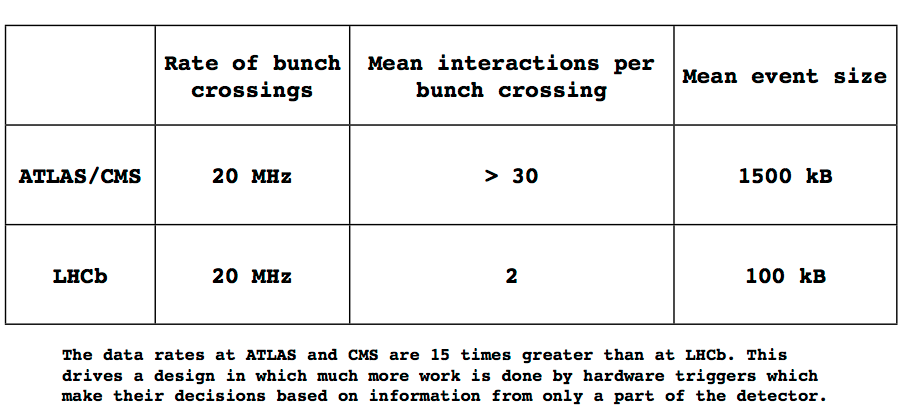 Rate of bunch crossings
Mean interactions per bunch crossing
Mean event size
ATLAS/CMS
20 MHz
> 30
1500 kB
LHCb
20 MHz
2
100 kB
The data rates at ATLAS and CMS are 15 times greater than at LHCb. This
drives a design in which much more work is done by hardware triggers which
make their decisions based on information from only a part of the detector.